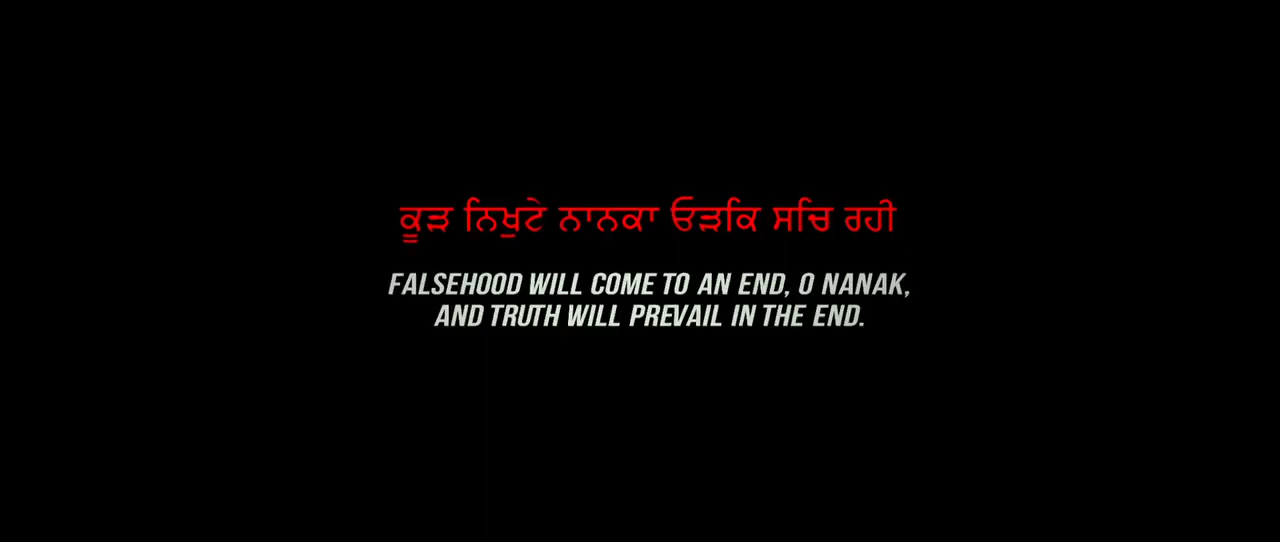 ਕੂੜ ਨਿਖੁਟੇ ਨਾਨਕਾ ਓੜਕਿ ਸਚਿ ਰਹੀ
FALSEHOOD WILL COME TO AN END, O NANAK,
AND TRUTH WILL PREVAIL IN THE END.